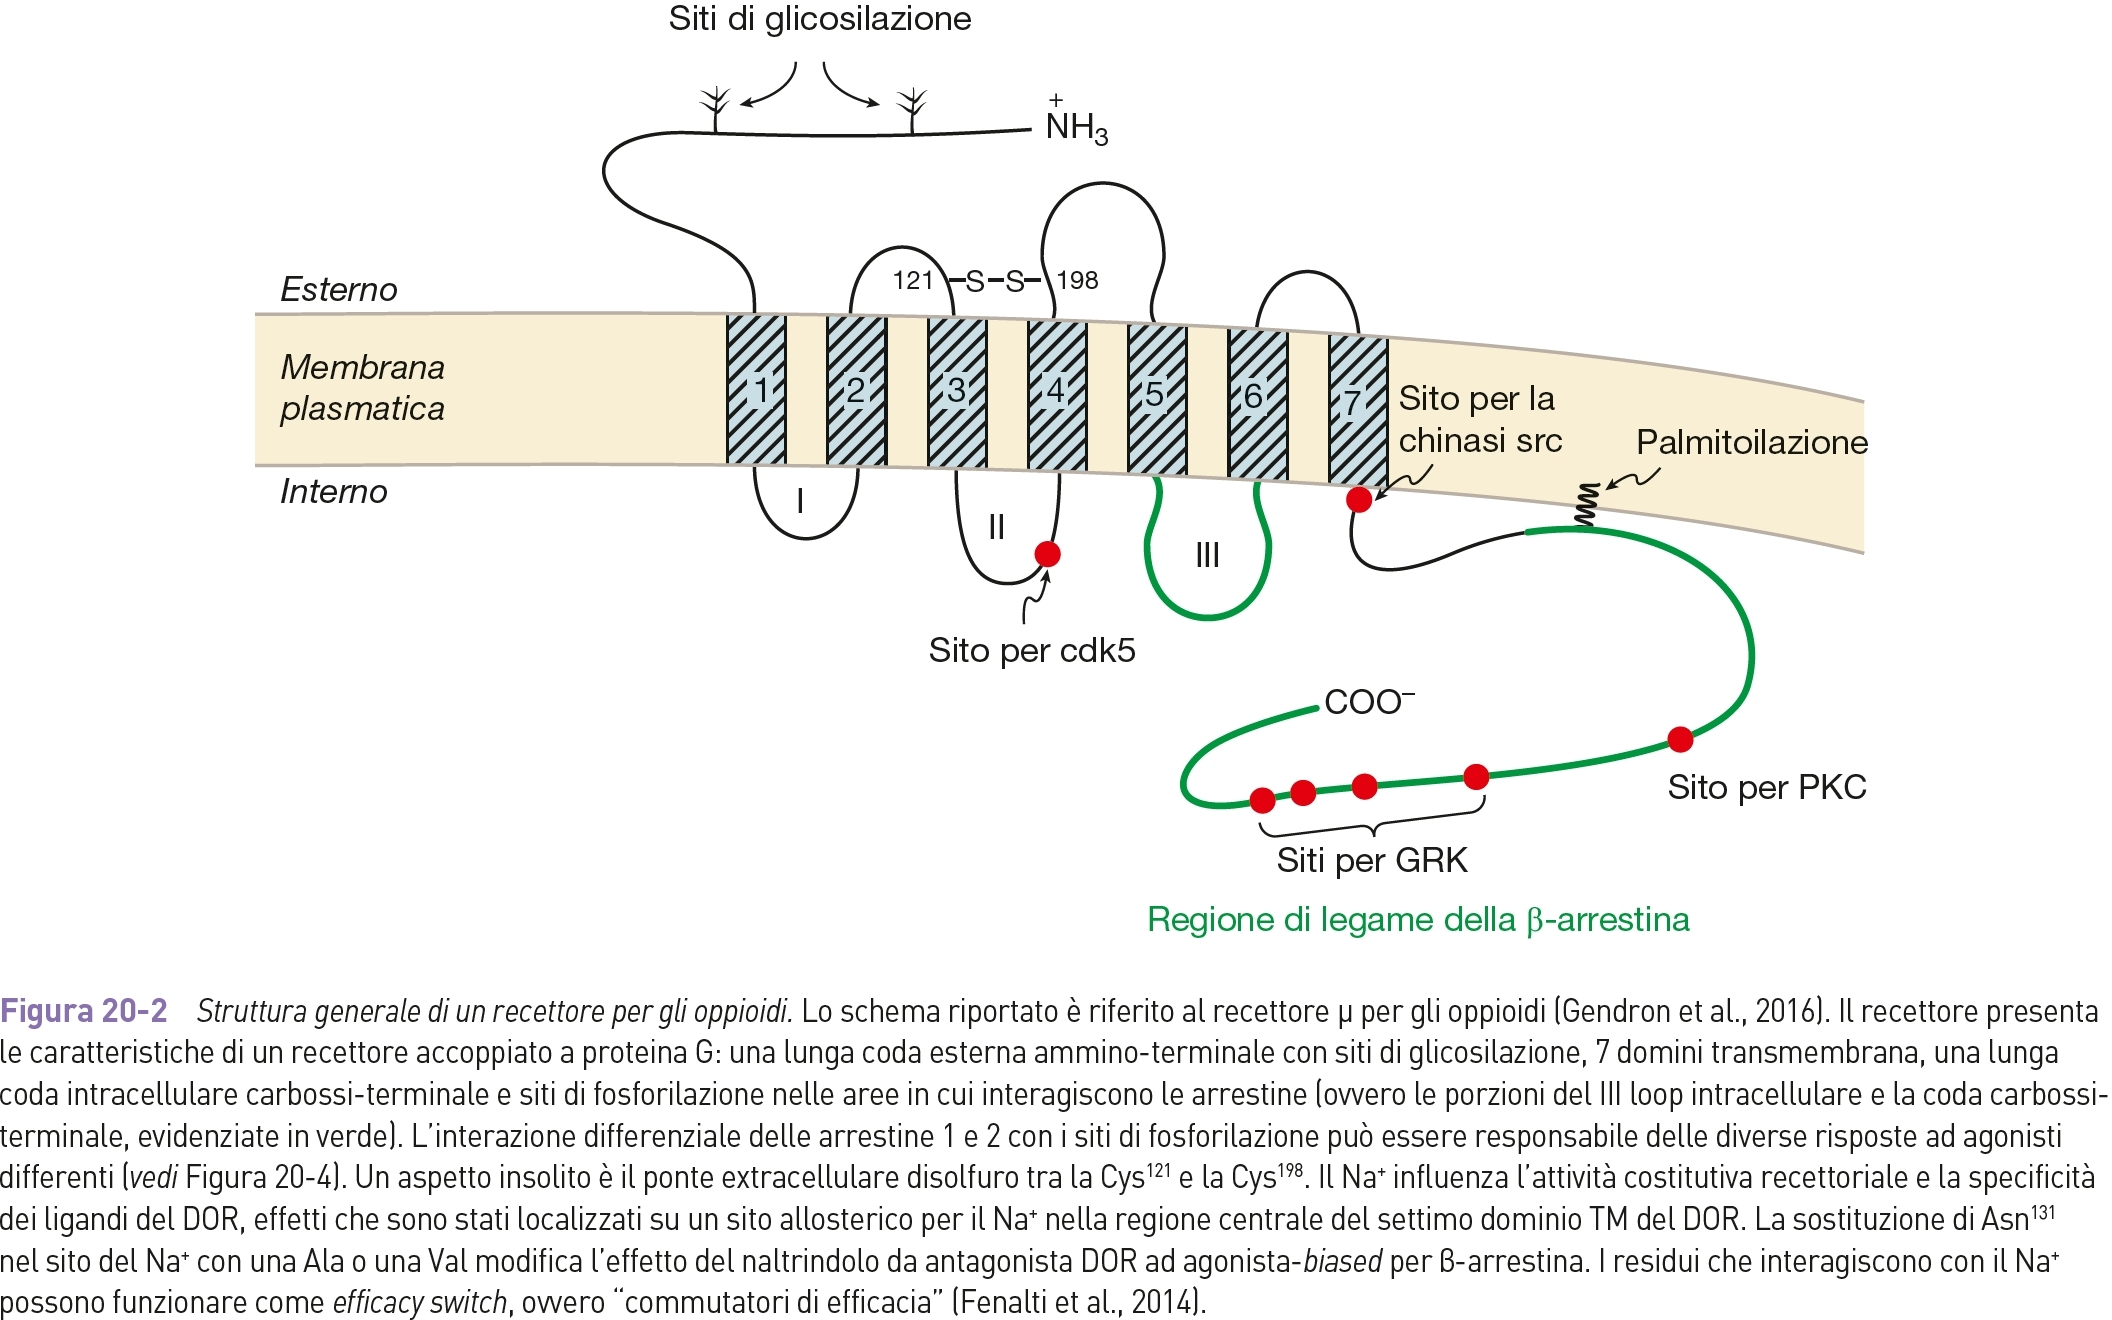 Siti di glicosilazione
+
NH3
121 –S–S– 198
Esterno
Membrana
plasmatica
1 2 3 4 5 6 7
Sito per la
chinasi src
Palmitoilazione
Interno
I
II
III
Sito per cdk5
COO–
Sito per PKC
Siti per GRK
Regione di legame della β-arrestina
Figura 20-2 Struttura generale di un recettore per gli oppioidi. Lo schema riportato è riferito al recettore μ per gli oppioidi (Gendron et al., 2016). Il recettore presenta
le caratteristiche di un recettore accoppiato a proteina G: una lunga coda esterna ammino-terminale con siti di glicosilazione, 7 domini transmembrana, una lunga
coda intracellulare carbossi-terminale e siti di fosforilazione nelle aree in cui interagiscono le arrestine (ovvero le porzioni del III loop intracellulare e la coda carbossi-
terminale, evidenziate in verde). L’interazione differenziale delle arrestine 1 e 2 con i siti di fosforilazione può essere responsabile delle diverse risposte ad agonisti
differenti (vedi Figura 20-4). Un aspetto insolito è il ponte extracellulare disolfuro tra la Cys121 e la Cys198. Il Na+ influenza l’attività costitutiva recettoriale e la specificità
dei ligandi del DOR, effetti che sono stati localizzati su un sito allosterico per il Na+ nella regione centrale del settimo dominio TM del DOR. La sostituzione di Asn131
nel sito del Na+ con una Ala o una Val modifica l’effetto del naltrindolo da antagonista DOR ad agonista-biased per ß-arrestina. I residui che interagiscono con il Na+
possono funzionare come efficacy switch, ovvero “commutatori di efficacia” (Fenalti et al., 2014).